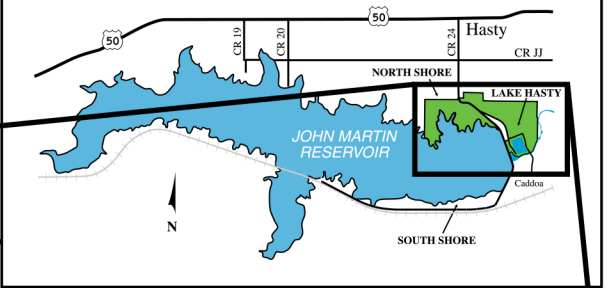 50
50
CR 19
CR 20
CR 24
Hasty
CR JJ
NORTH SHORE
LAKE HASTY
JOHN MARTIN
RESERVOIR
Caddoa
N
SOUTH SHORE